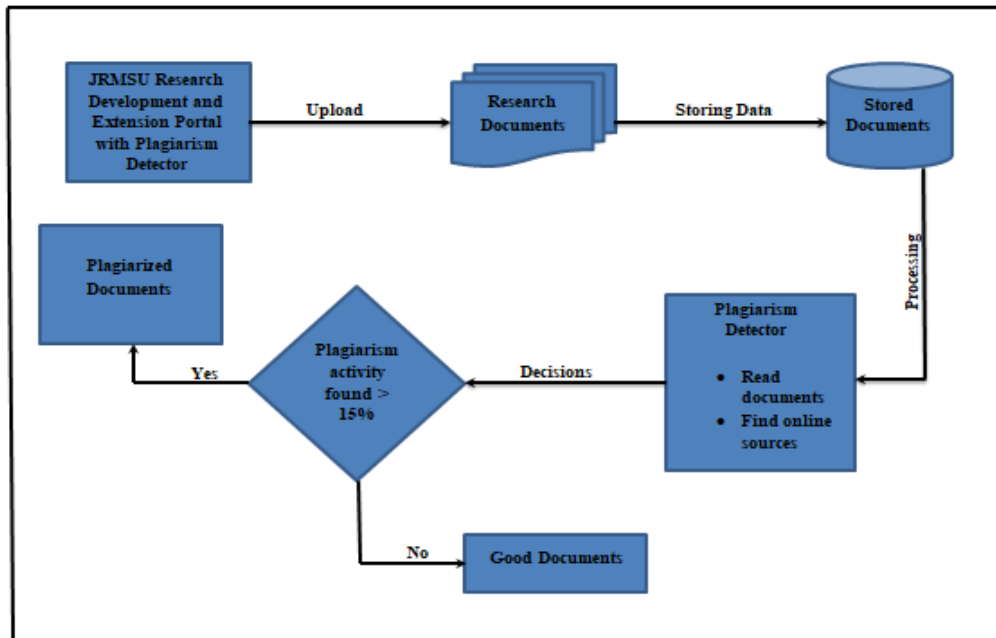 JRMSU Research
Development and
Extension Portal
with Plagiarism
Detector
Upload
Research
Documents
Storing Data
Stored
Documents
Processing
Plagiarism
Detector
• Read
documents
• Find online
sources
Decisions
Plagiarism
activity
found >
15%
Yes
Plagiarized
Documents
No
Good Documents